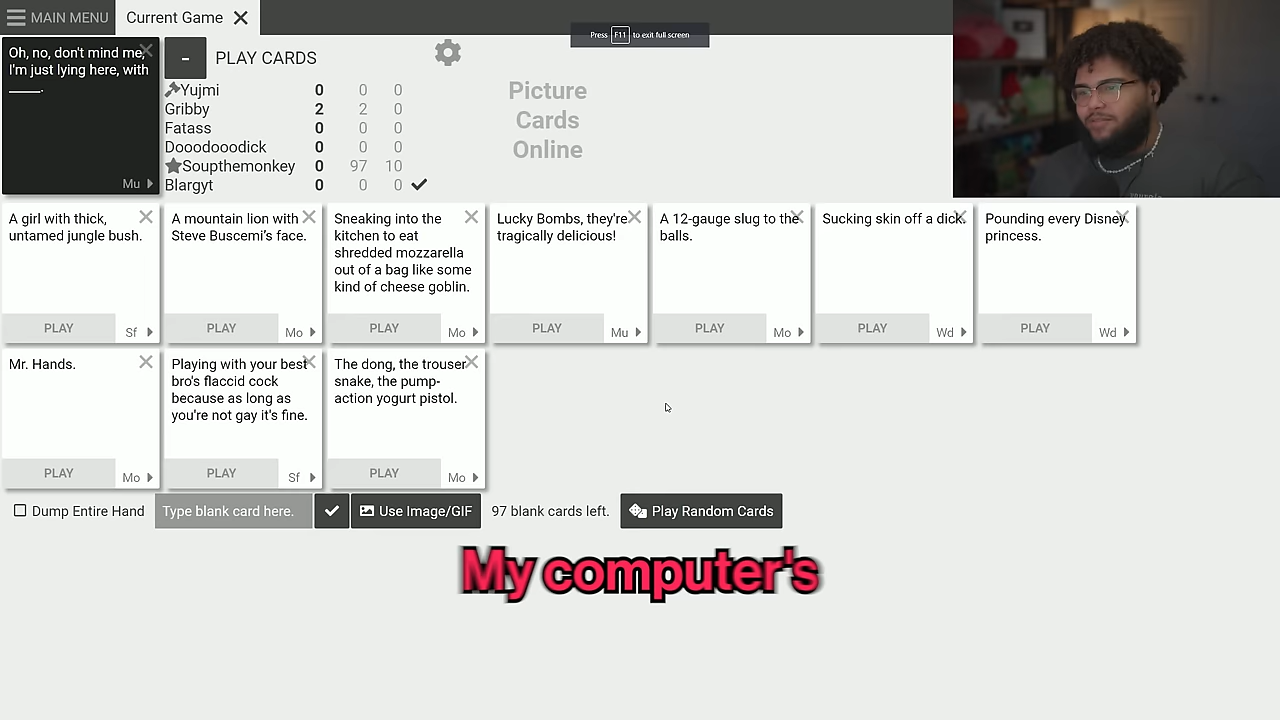 MAIN MENU
Current Game
Press F11 to exit full screen
Oh, no, don't mind me,
I'm just lying here, with
_____.
Mu
-
PLAY CARDS
Yujmi 0 0 0
Gribby 2 2 0
Fatass 0 0 0
Dooodooodick 0 0 0
Soupthemonkey 0 97 10
Blargyt 0 0 0
Picture
Cards
Online
A girl with thick,
untamed jungle bush.
PLAY
Sf
A mountain lion with
Steve Buscemi's face.
PLAY
Mo
Sneaking into the
kitchen to eat
shredded mozzarella
out of a bag like some
kind of cheese goblin.
PLAY
Mo
Lucky Bombs, they're
tragically delicious!
PLAY
Mu
A 12-gauge slug to the
balls.
PLAY
Mo
Sucking skin off a dick.
PLAY
Wd
Pounding every Disney
princess.
PLAY
Wd
Mr. Hands.
PLAY
Mo
Playing with your best
bro's flaccid cock
because as long as
you're not gay it's fine.
PLAY
Sf
The dong, the trouser
snake, the pump-
action yogurt pistol.
PLAY
Mo
Dump Entire Hand
Type blank card here.
Use Image/GIF
97 blank cards left.
Play Random Cards
My computer's